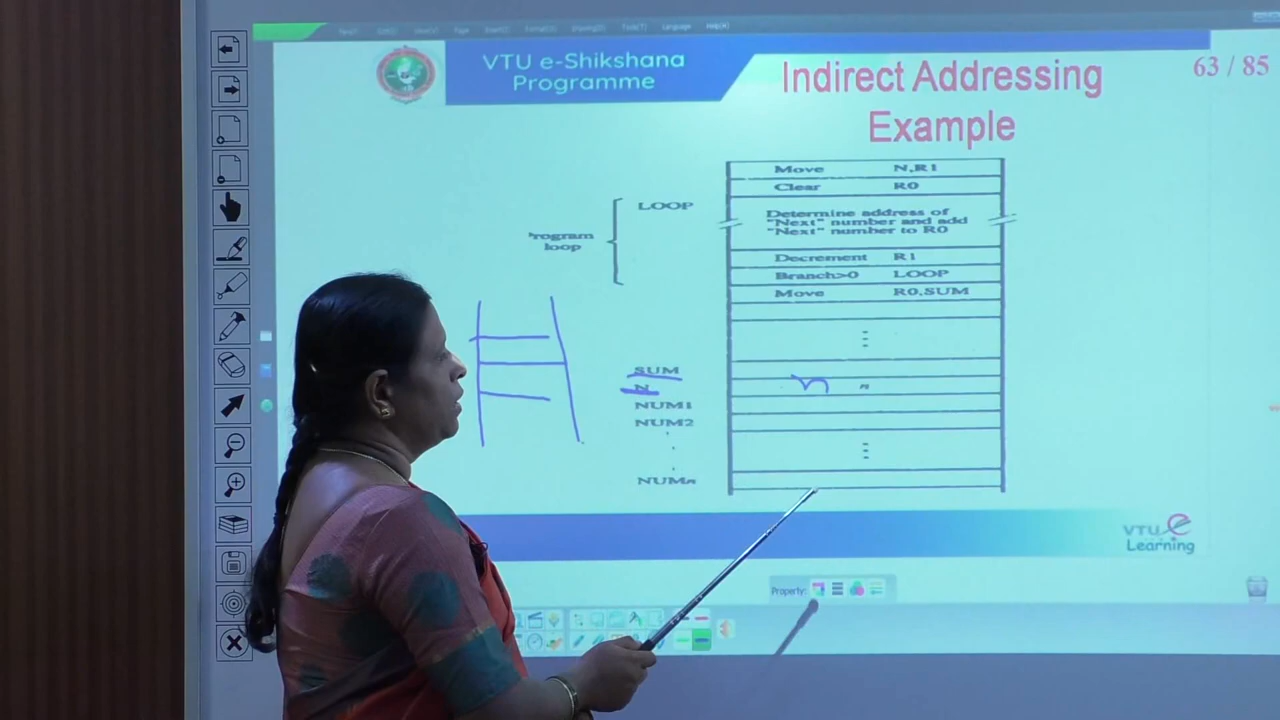 VTU e-Shikshana
Programme
Indirect Addressing
Example
63 / 85
Move N,R1
Clear R0
LOOP
Determine address of
"Next" number and add
"Next" number to R0
rogram
loop
Decrement R1
Branch>0 LOOP
Move R0,SUM
SUM
N
n n
NUM1
NUM2
NUMn
VTU e
Learning
Property: